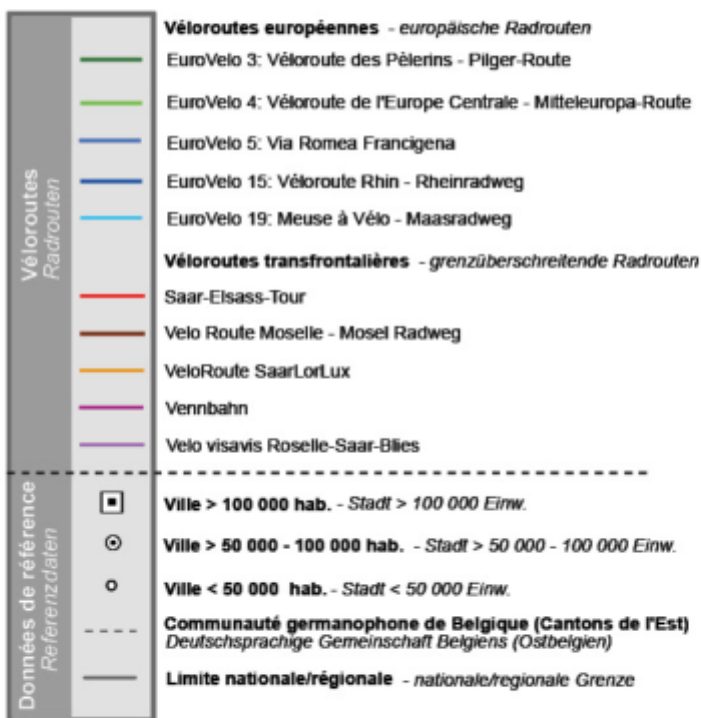 Véloroutes
Radrouten
Véloroutes européennes - europäische Radrouten
EuroVelo 3: Véloroute des Pèlerins - Pilger-Route
EuroVelo 4: Véloroute de l'Europe Centrale - Mitteleuropa-Route
EuroVelo 5: Via Romea Francigena
EuroVelo 15: Véloroute Rhin - Rheinradweg
EuroVelo 19: Meuse à Vélo - Maasradweg
Véloroutes transfrontalières - grenzüberschreitende Radrouten
Saar-Elsass-Tour
Velo Route Moselle - Mosel Radweg
VeloRoute SaarLorLux
Vennbahn
Velo visavis Roselle-Saar-Blies
Données de référence
Referenzdaten
Ville > 100 000 hab. - Stadt > 100 000 Einw.
Ville > 50 000 - 100 000 hab. - Stadt > 50 000 - 100 000 Einw.
Ville < 50 000 hab. - Stadt < 50 000 Einw.
Communauté germanophone de Belgique (Cantons de l'Est)
Deutschsprachige Gemeinschaft Belgiens (Ostbelgien)
Limite nationale/régionale - nationale/regionale Grenze